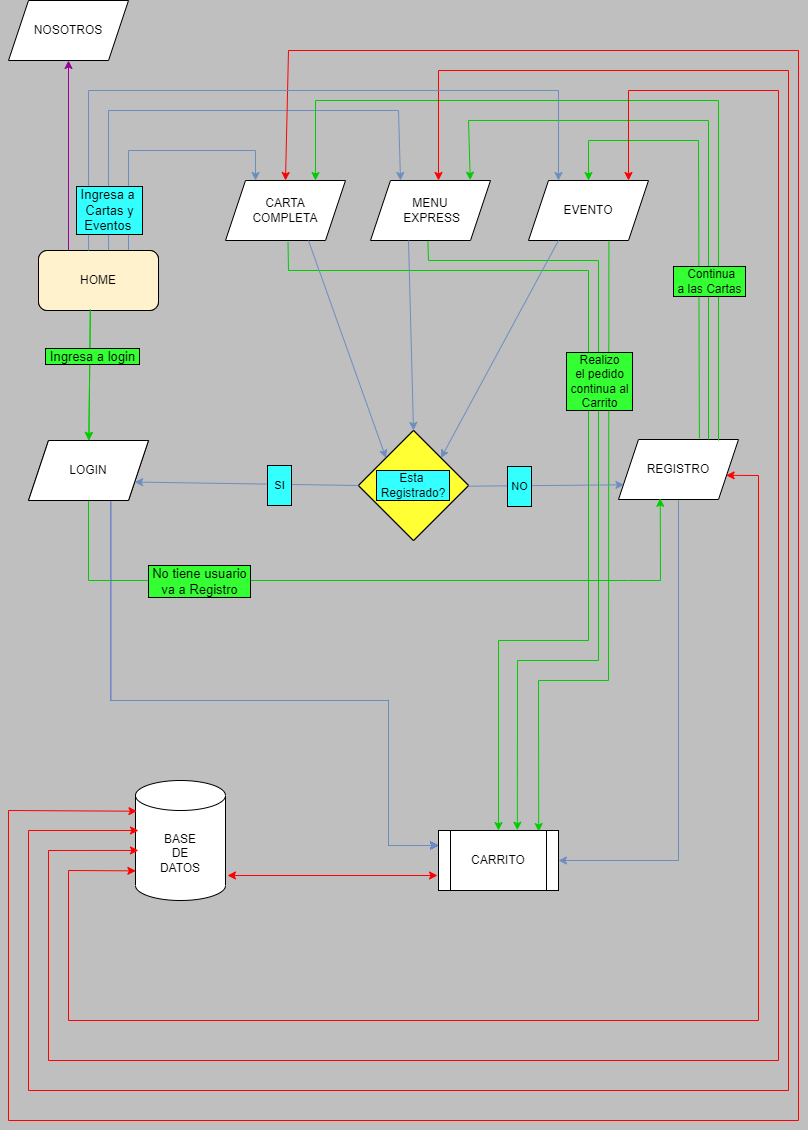 NOSOTROS
Ingresa a
Cartas y
Eventos
CARTA
COMPLETA
MENU
EXPRESS
EVENTO
HOME
Continua
a las Cartas
Ingresa a login
Realizo
el pedido
continua al
Carrito
LOGIN
SI
Esta
Registrado?
NO
REGISTRO
No tiene usuario
va a Registro
BASE
DE
DATOS
CARRITO